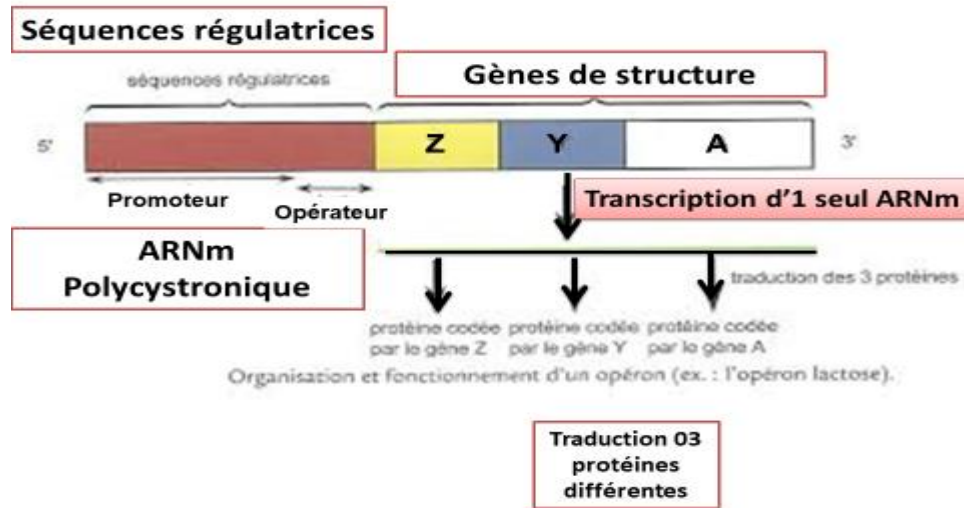 Séquences régulatrices
séquences régulatrices
Gènes de structure
5'
Z
Y
A
3'
Promoteur
Opérateur
Transcription d'1 seul ARNm
ARNm
Polycystronique
traduction des 3 protéines
protéine codée
par le gène Z
protéine codée
par le gène Y
protéine codée
par le gène A
Organisation et fonctionnement d'un opéron (ex. : l'opéron lactose).
Traduction 03
protéines
différentes